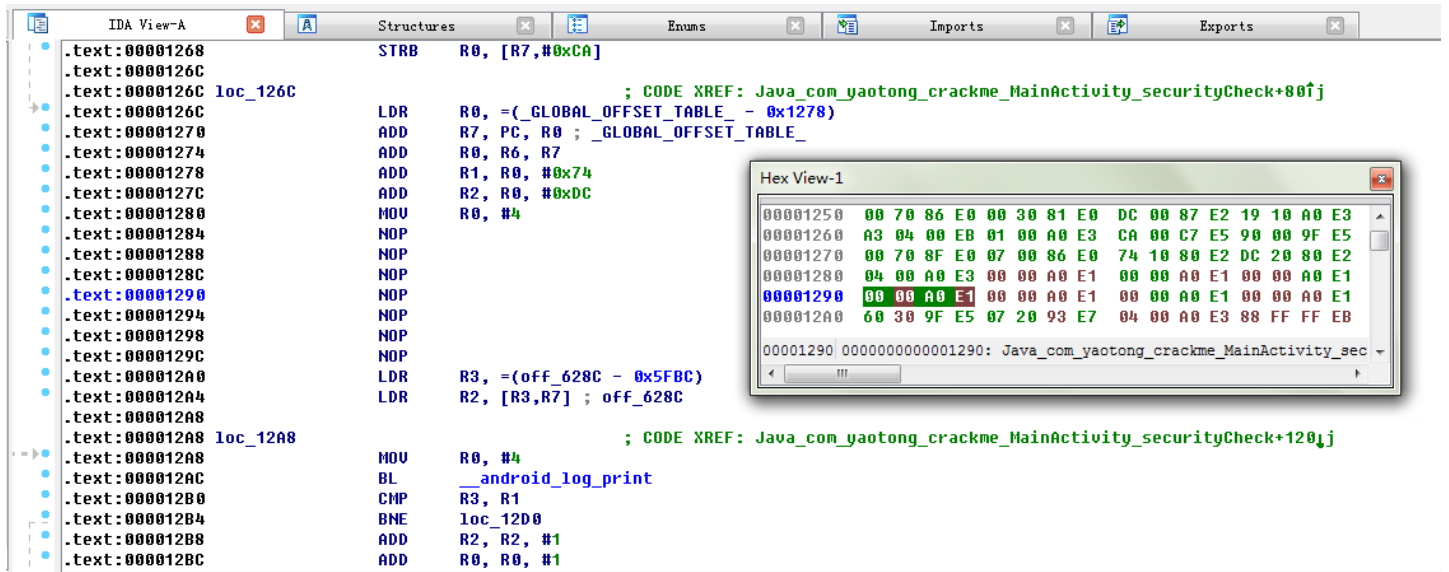 IDA View-A Structures Enums Imports Exports
.text:00001268 STRB R0, [R7,#0xCA]
.text:0000126C
.text:0000126C loc_126C ; CODE XREF: Java_com_yaotong_crackme_MainActivity_securityCheck+80↑j
.text:0000126C LDR R0, =(_GLOBAL_OFFSET_TABLE_ - 0x1278)
.text:00001270 ADD R7, PC, R0 ; _GLOBAL_OFFSET_TABLE_
.text:00001274 ADD R0, R6, R7
.text:00001278 ADD R1, R0, #0x74
.text:0000127C ADD R2, R0, #0xDC
.text:00001280 MOV R0, #4
.text:00001284 NOP
.text:00001288 NOP
.text:0000128C NOP
.text:00001290 NOP
.text:00001294 NOP
.text:00001298 NOP
.text:0000129C NOP
.text:000012A0 LDR R3, =(off_628C - 0x5FBC)
.text:000012A4 LDR R2, [R3,R7] ; off_628C
.text:000012A8
.text:000012A8 loc_12A8 ; CODE XREF: Java_com_yaotong_crackme_MainActivity_securityCheck+120↓j
.text:000012A8 MOV R0, #4
.text:000012AC BL __android_log_print
.text:000012B0 CMP R3, R1
.text:000012B4 BNE loc_12D0
.text:000012B8 ADD R2, R2, #1
.text:000012BC ADD R0, R0, #1
Hex View-1
00001250 00 70 86 E0 00 30 81 E0 DC 00 87 E2 19 10 A0 E3
00001260 A3 04 00 EB 01 00 A0 E3 CA 00 C7 E5 90 00 9F E5
00001270 00 70 8F E0 07 00 86 E0 74 10 80 E2 DC 20 80 E2
00001280 04 00 A0 E3 00 00 A0 E1 00 00 A0 E1 00 00 A0 E1
00001290 00 00 A0 E1 00 00 A0 E1 00 00 A0 E1 00 00 A0 E1
000012A0 60 30 9F E5 07 20 93 E7 04 00 A0 E3 88 FF FF EB
00001290 0000000000001290: Java_com_yaotong_crackme_MainActivity_sec